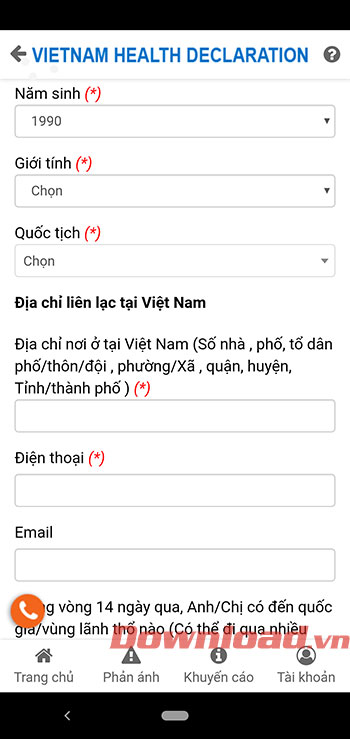 VIETNAM HEALTH DECLARATION
Năm sinh (*)
1990
Giới tính (*)
Chọn
Quốc tịch (*)
Chọn
Địa chỉ liên lạc tại Việt Nam
Địa chỉ nơi ở tại Việt Nam (Số nhà , phố, tổ dân
phố/thôn/đội , phường/Xã , quận, huyện,
Tỉnh/thành phố ) (*)
Điện thoại (*)
Email
vòng 14 ngày qua, Anh/Chị có đến quốc
gia/vùng lãnh thổ nào (Có thể đi qua nhiều
Download.vn
Trang chủ Phản ánh Khuyến cáo Tài khoản